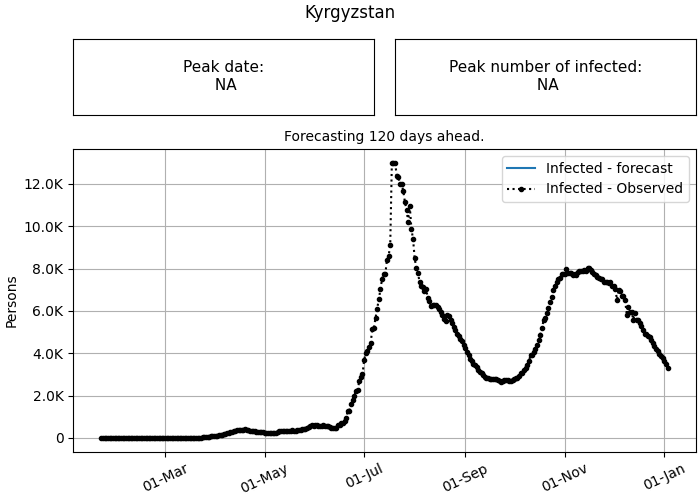 Kyrgyzstan
Peak date:
NA
Peak number of infected:
NA
Forecasting 120 days ahead.
Infected - forecast
Infected - Observed
Persons
12.0K
10.0K
8.0K
6.0K
4.0K
2.0K
0
01-Mar
01-May
01-Jul
01-Sep
01-Nov
01-Jan